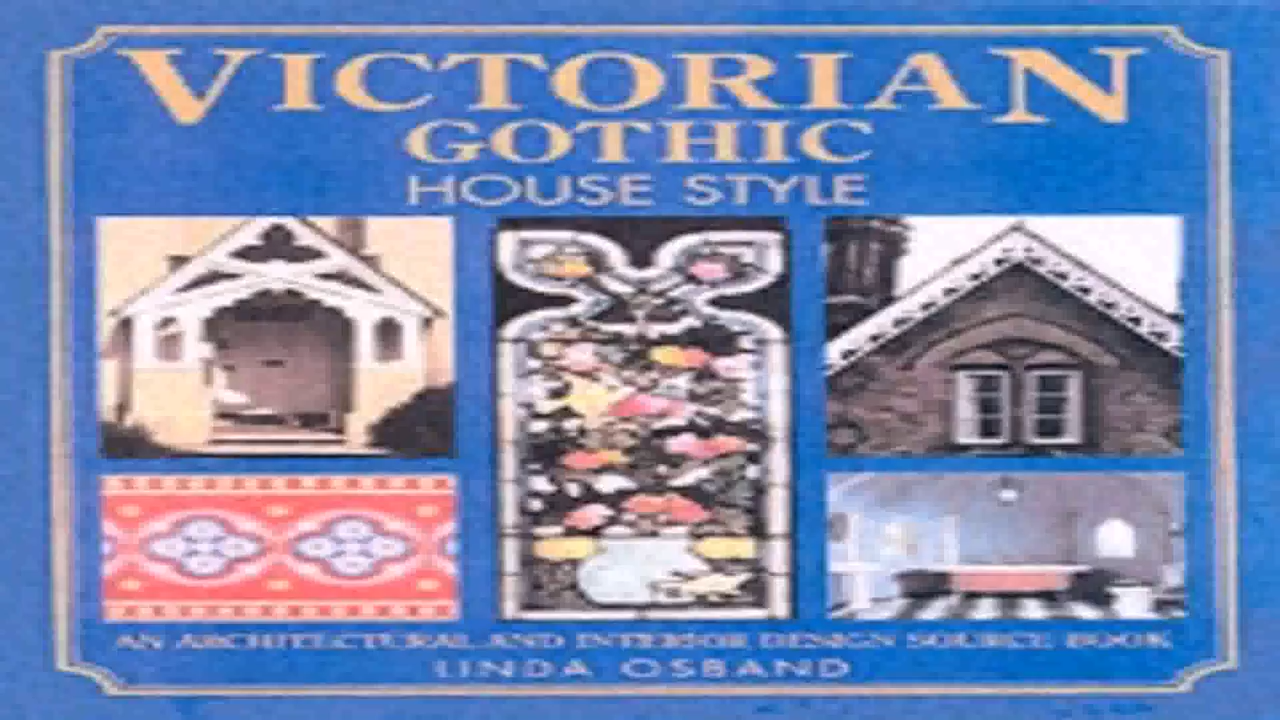 VICTORIAN
GOTHIC
HOUSE STYLE
AN ARCHITECTURAL AND INTERIOR DESIGN SOURCE BOOK
LINDA OSBAND